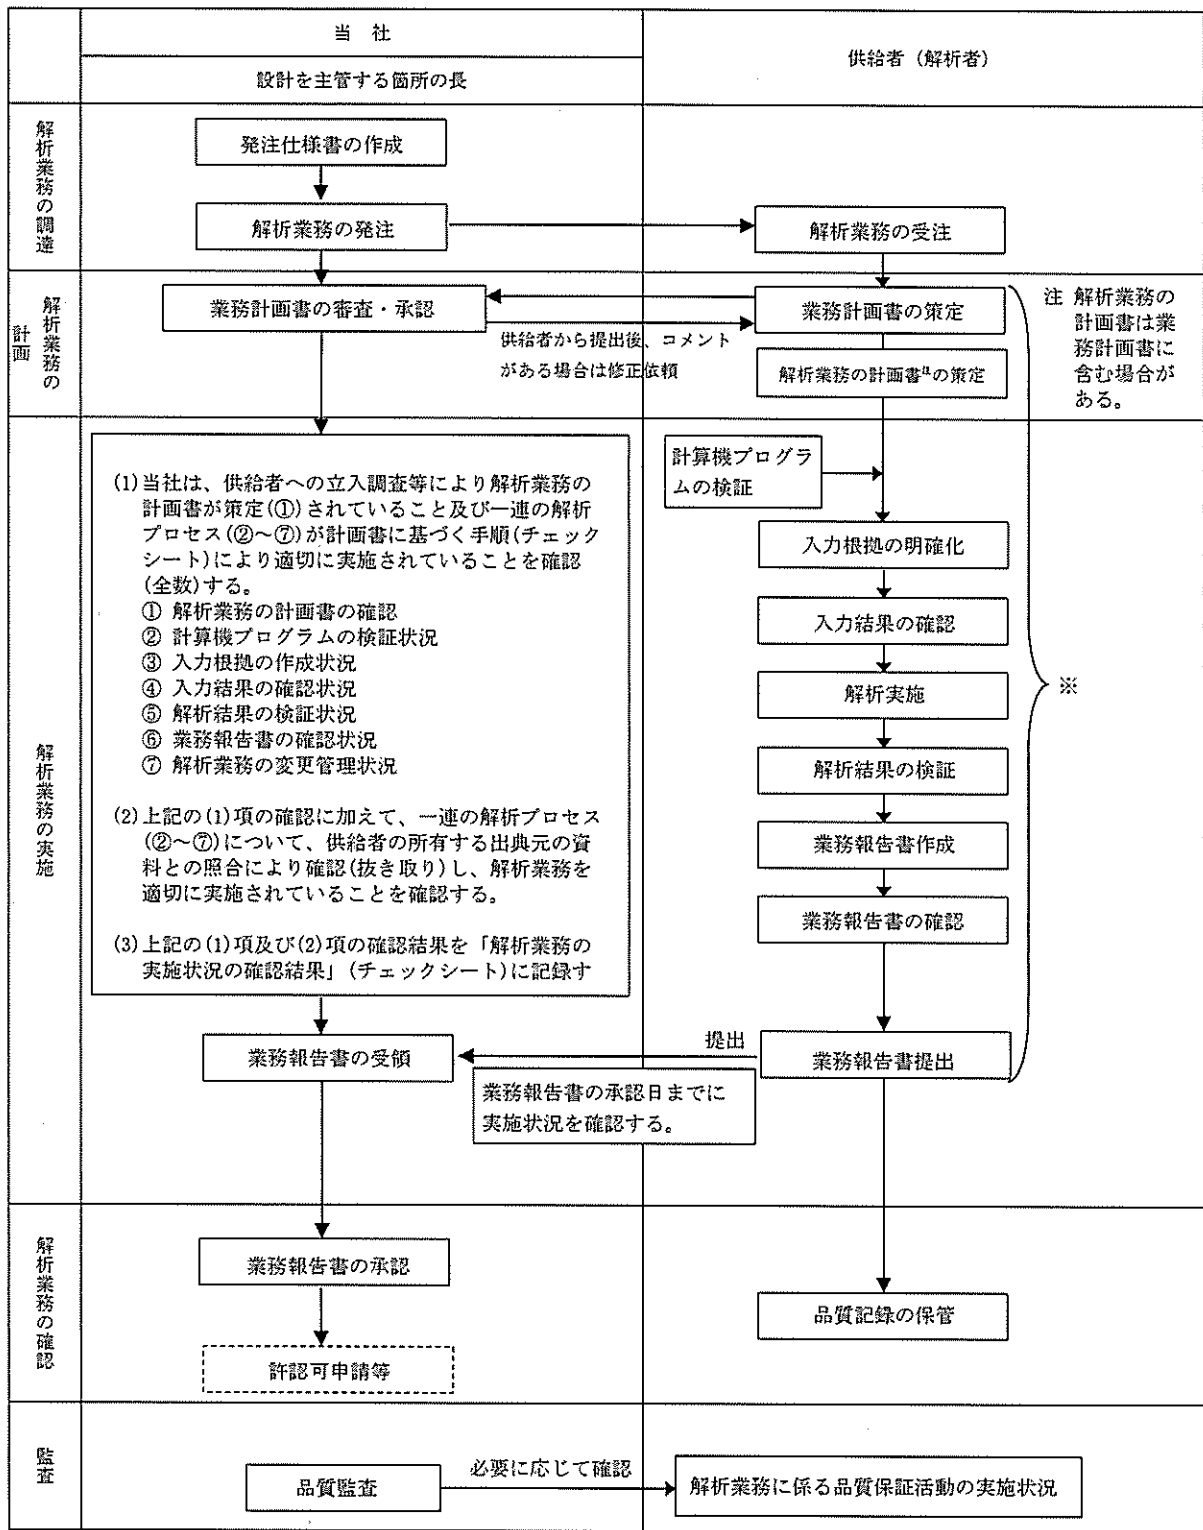 当 社
設計を主管する箇所の長
供給者（解析者）
解析業務の調達
発注仕様書の作成
解析業務の発注
解析業務の受注
解析業務の
計画
業務計画書の審査・承認
業務計画書の策定
供給者から提出後、コメント
がある場合は修正依頼
解析業務の計画書注の策定
注 解析業務の
計画書は業
務計画書に
含む場合が
ある。
解析業務の実施
(1)当社は、供給者への立入調査等により解析業務の
計画書が策定(①)されていること及び一連の解析
プロセス(②～⑦)が計画書に基づく手順(チェック
シート)により適切に実施されていることを確認
(全数)する。
① 解析業務の計画書の確認
② 計算機プログラムの検証状況
③ 入力根拠の作成状況
④ 入力結果の確認状況
⑤ 解析結果の検証状況
⑥ 業務報告書の確認状況
⑦ 解析業務の変更管理状況
(2)上記の(1)項の確認に加えて、一連の解析プロセス
(②～⑦)について、供給者の所有する出典元の資
料との照合により確認(抜き取り)し、解析業務を
適切に実施されていることを確認する。
(3)上記の(1)項及び(2)項の確認結果を「解析業務の
実施状況の確認結果」(チェックシート)に記録す
計算機プログラ
ムの検証
入力根拠の明確化
入力結果の確認
解析実施
※
解析結果の検証
業務報告書作成
業務報告書の確認
業務報告書の受領
提出
業務報告書提出
業務報告書の承認日までに
実施状況を確認する。
解析業務の確認
業務報告書の承認
品質記録の保管
許認可申請等
監査
品質監査
必要に応じて確認
解析業務に係る品質保証活動の実施状況